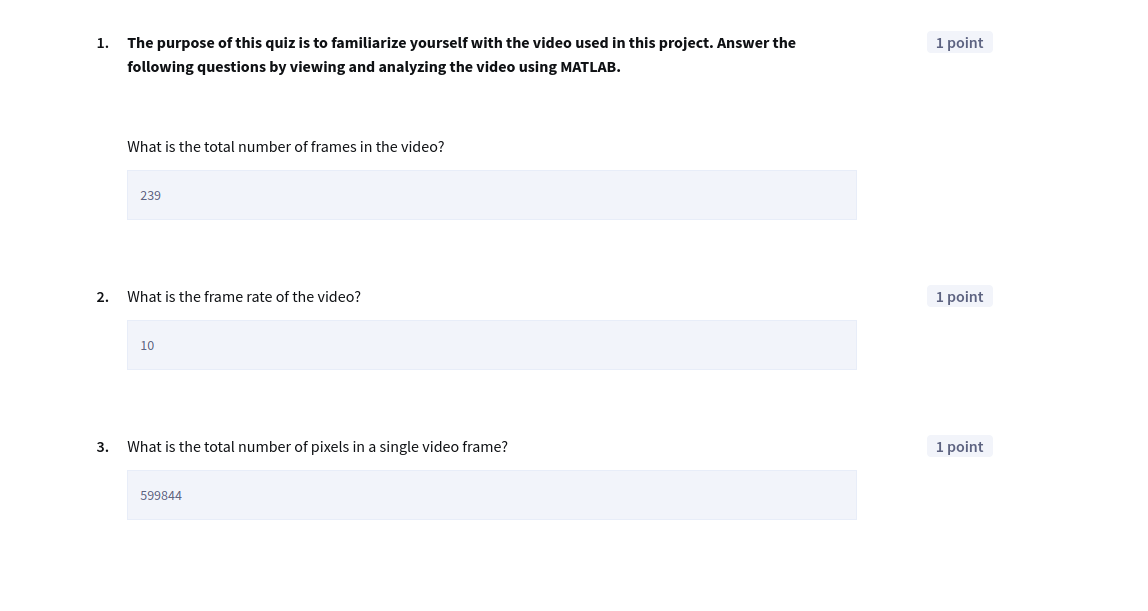 1. The purpose of this quiz is to familiarize yourself with the video used in this project. Answer the 1 point
following questions by viewing and analyzing the video using MATLAB.
What is the total number of frames in the video?
239
2. What is the frame rate of the video? 1 point
10
3. What is the total number of pixels in a single video frame? 1 point
599844